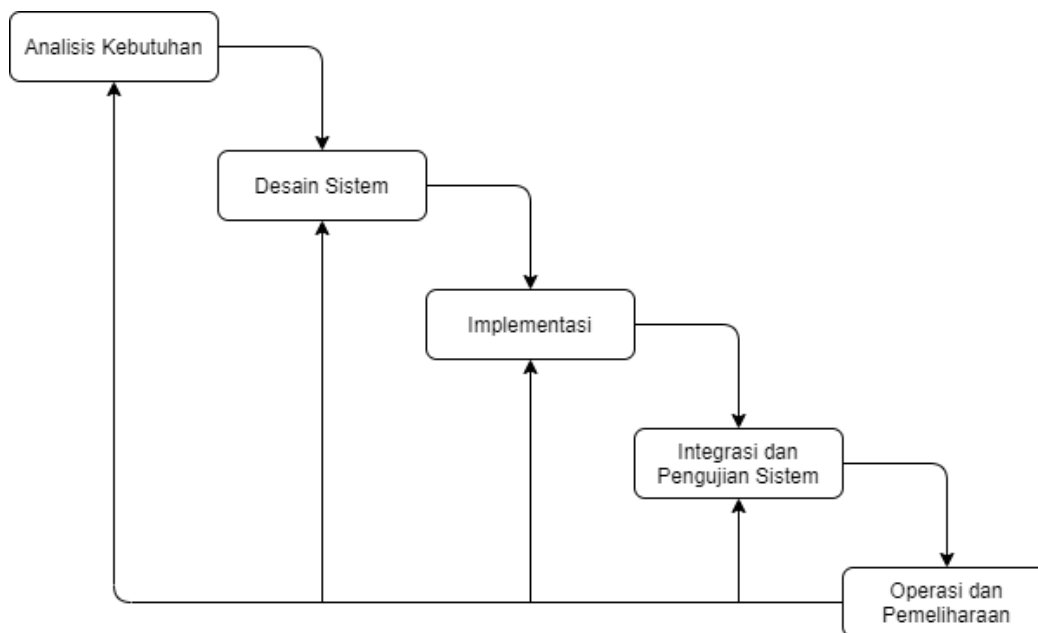 Analisis Kebutuhan
Desain Sistem
Implementasi
Integrasi dan
Pengujian Sistem
Operasi dan
Pemeliharaan